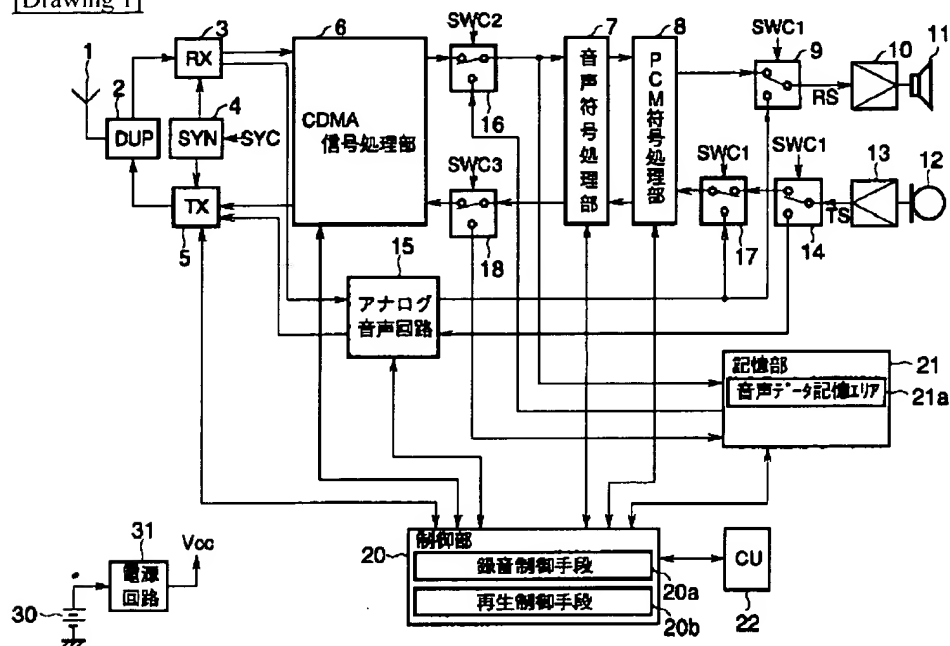 [Drawing 1]
1
2
DUP
3
RX
4
SYN
SYC
TX
5
6
CDMA
信号処理部
SWC2
16
SWC3
18
7
音声符号処理部
8
PCM符号処理部
SWC1
9
RS
10
11
SWC1
17
SWC1
14
TS
13
12
15
アナログ
音声回路
記憶部
21
音声データ記憶エリア
21a
20
制御部
録音制御手段
20a
再生制御手段
20b
CU
22
30
31
電源
回路
Vcc